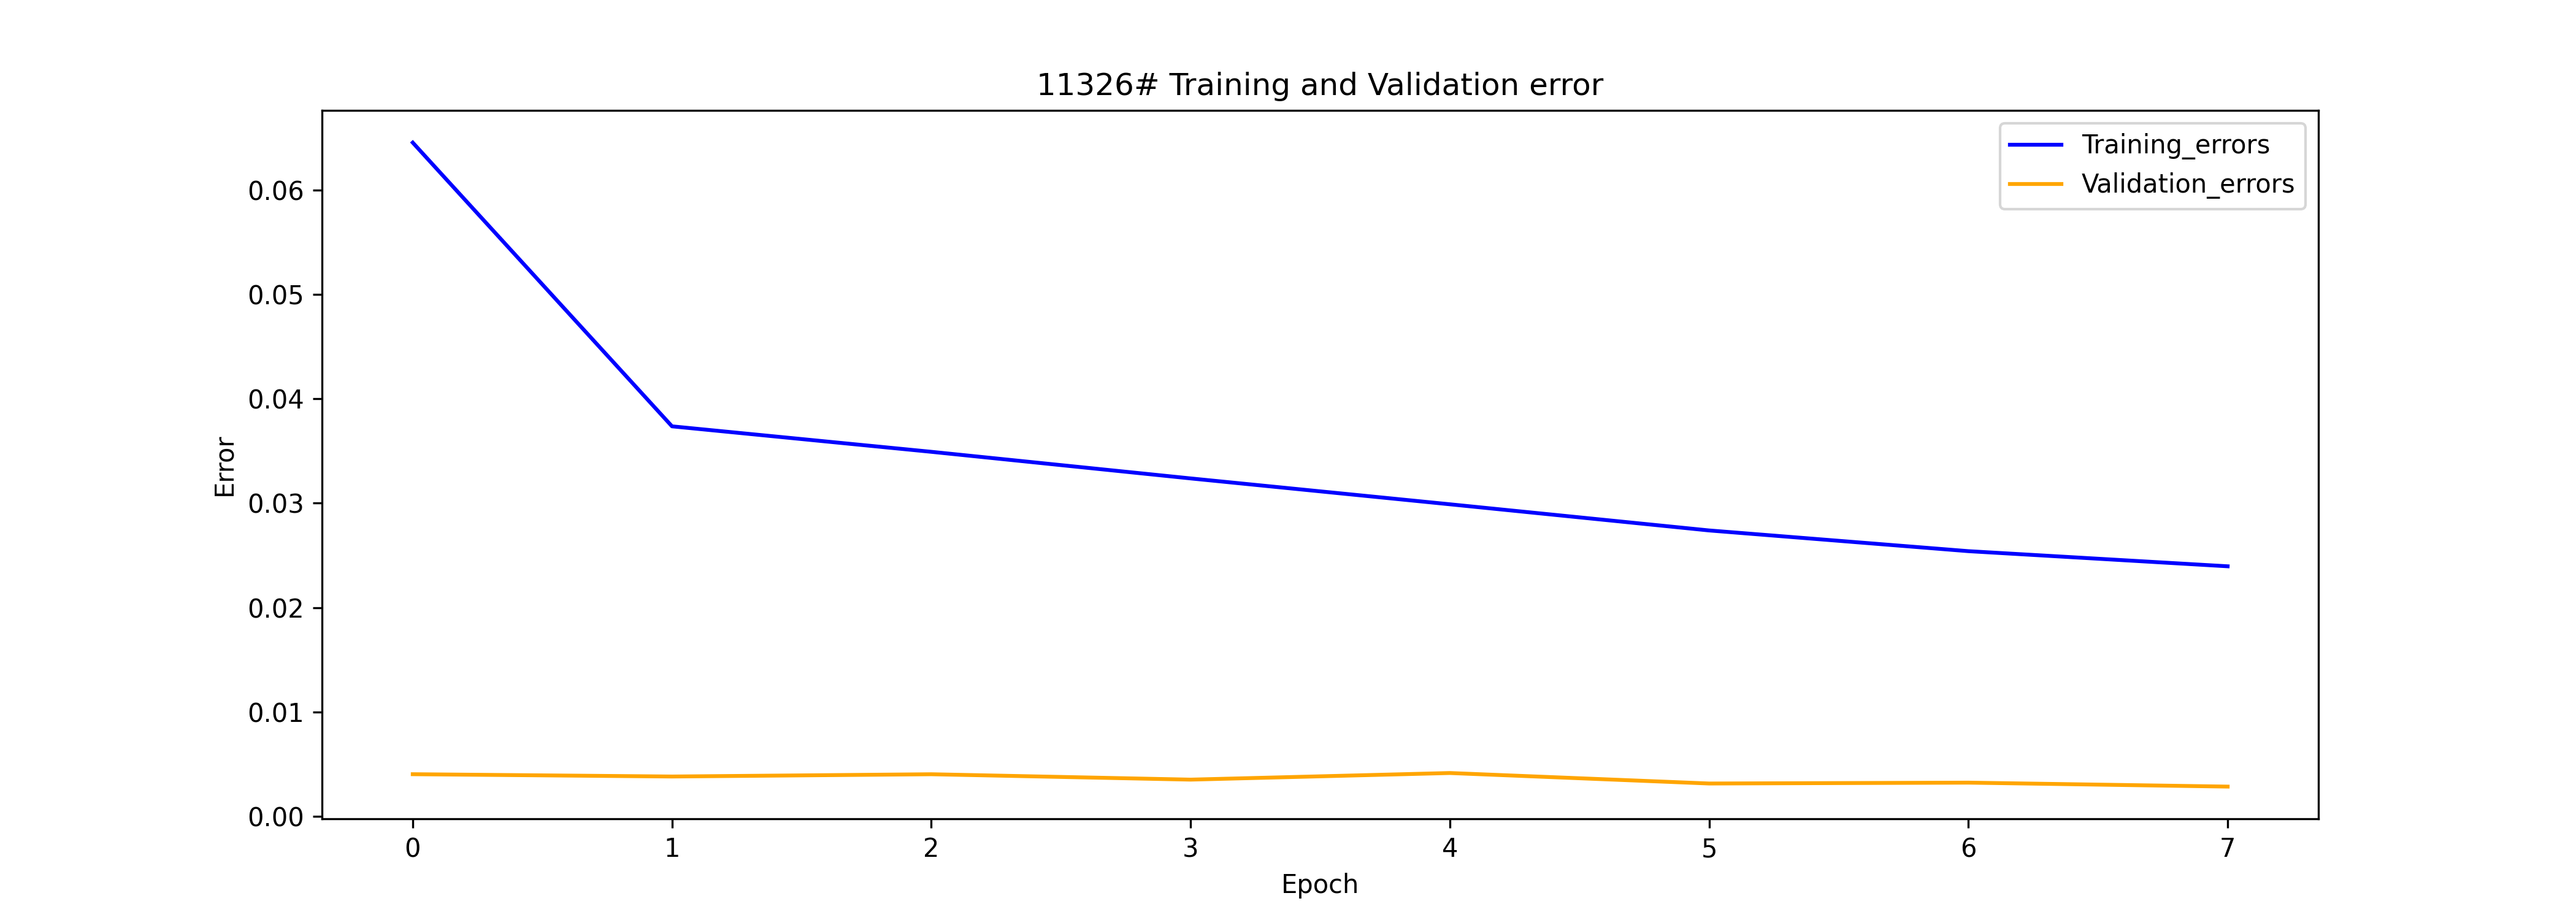 11326# Training and Validation error
Training_errors
Validation_errors
0.06
0.05
0.04
0.03
0.02
0.01
0.00
Error
0 1 2 3 4 5 6 7
Epoch